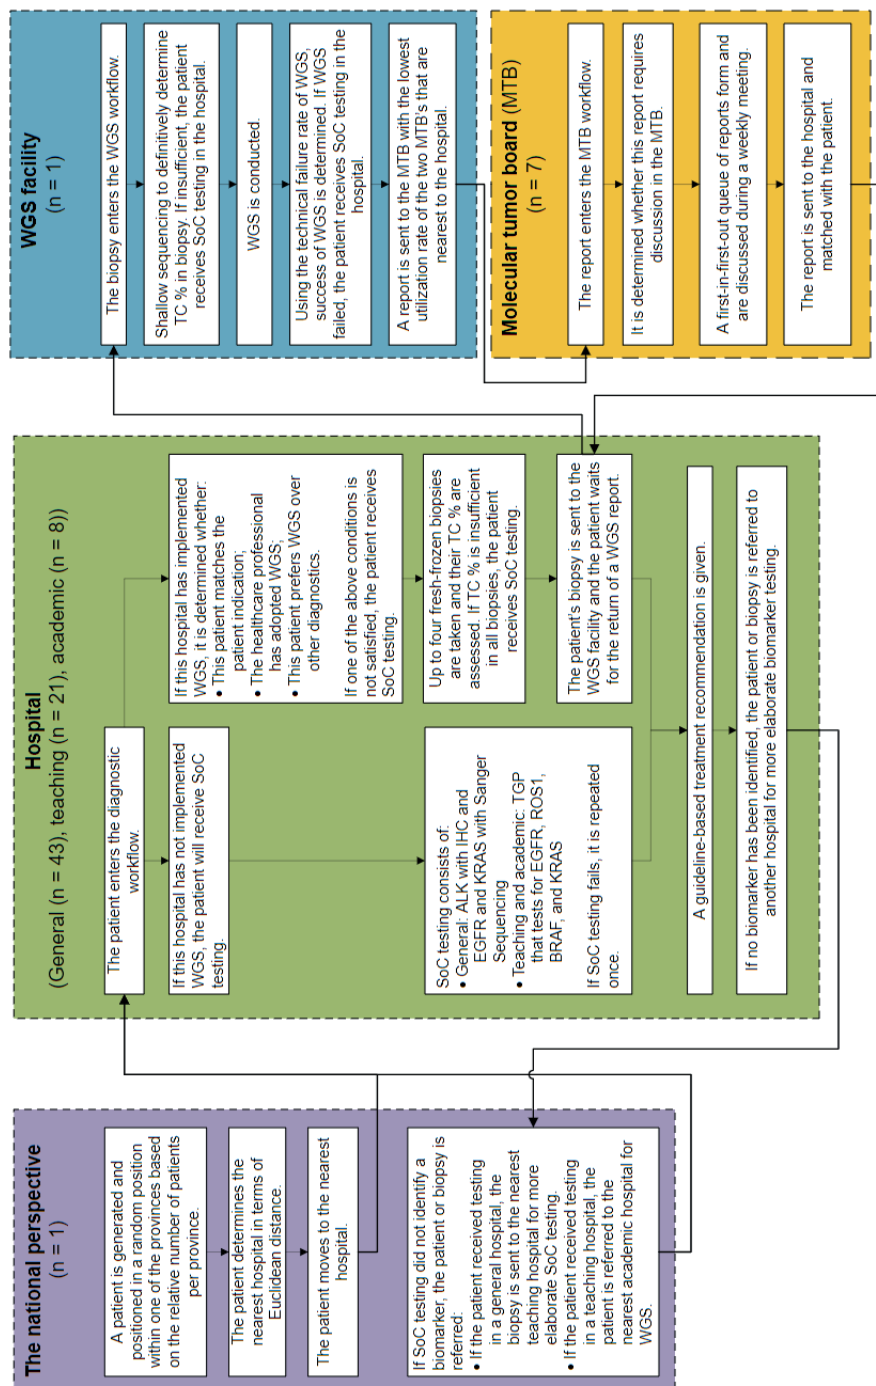 The national perspective
(n = 1)
A patient is generated and
positioned in a random position
within one of the provinces based
on the relative number of patients
per province.
The patient determines the
nearest hospital in terms of
Euclidean distance.
The patient moves to the nearest
hospital.
If SoC testing did not identify a
biomarker, the patient or biopsy is
referred:
• If the patient received testing
in a general hospital, the
biopsy is sent to the nearest
teaching hospital for more
elaborate SoC testing.
• If the patient received testing
in a teaching hospital, the
patient is referred to the
nearest academic hospital for
WGS.
Hospital
(General (n = 43), teaching (n = 21), academic (n = 8))
The patient enters the diagnostic
workflow.
If this hospital has not implemented
WGS, the patient will receive SoC
testing.
SoC testing consists of:
• General: ALK with IHC and
EGFR and KRAS with Sanger
Sequencing
• Teaching and academic: TGP
that tests for EGFR, ROS1,
BRAF, and KRAS
If SoC testing fails, it is repeated
once.
If this hospital has implemented
WGS, it is determined whether:
• This patient matches the
patient indication;
• The healthcare professional
has adopted WGS;
• This patient prefers WGS over
other diagnostics.
If one of the above conditions is
not satisfied, the patient receives
SoC testing.
Up to four fresh-frozen biopsies
are taken and their TC % are
assessed. If TC % is insufficient
in all biopsies, the patient
receives SoC testing.
The patient's biopsy is sent to the
WGS facility and the patient waits
for the return of a WGS report.
A guideline-based treatment recommendation is given.
If no biomarker has been identified, the patient or biopsy is referred to
another hospital for more elaborate biomarker testing.
WGS facility
(n = 1)
The biopsy enters the WGS workflow.
Shallow sequencing to definitively determine
TC % in biopsy. If insufficient, the patient
receives SoC testing in the hospital.
WGS is conducted.
Using the technical failure rate of WGS,
success of WGS is determined. If WGS
failed, the patient receives SoC testing in the
hospital.
A report is sent to the MTB with the lowest
utilization rate of the two MTB's that are
nearest to the hospital.
Molecular tumor board (MTB)
(n = 7)
The report enters the MTB workflow.
It is determined whether this report requires
discussion in the MTB.
A first-in-first-out queue of reports form and
are discussed during a weekly meeting.
The report is sent to the hospital and
matched with the patient.